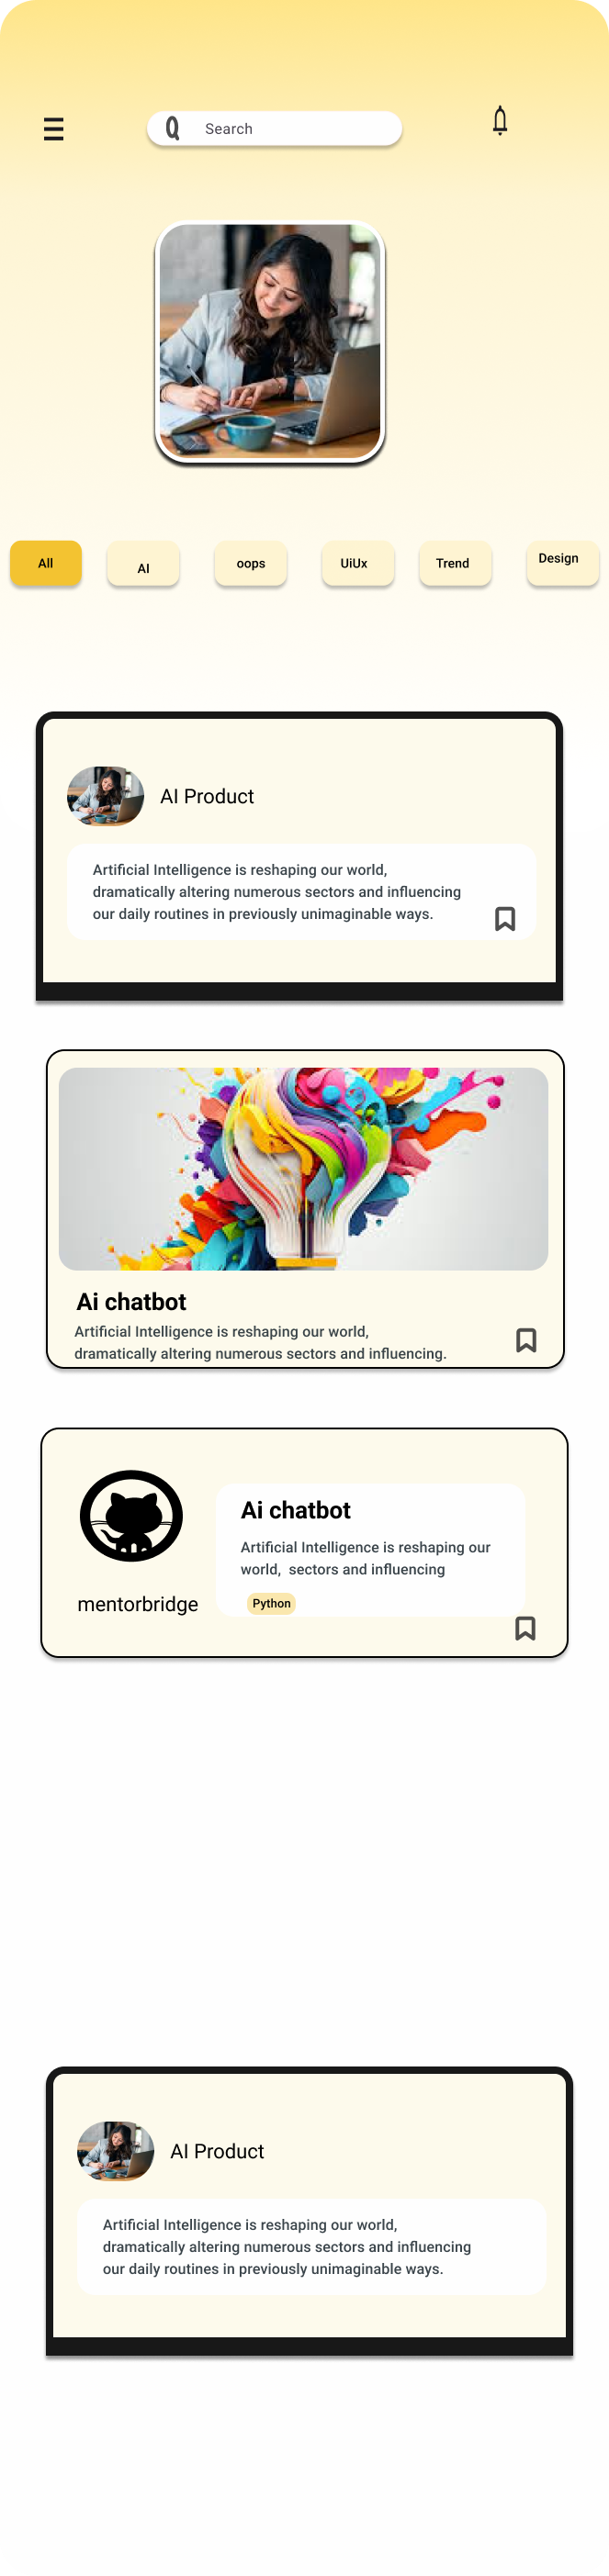 Search
All
AI
oops
UiUx
Trend
Design
AI Product
Artificial Intelligence is reshaping our world,
dramatically altering numerous sectors and influencing
our daily routines in previously unimaginable ways.
Ai chatbot
Artificial Intelligence is reshaping our world,
dramatically altering numerous sectors and influencing.
Ai chatbot
Artificial Intelligence is reshaping our
world, sectors and influencing
Python
mentorbridge
AI Product
Artificial Intelligence is reshaping our world,
dramatically altering numerous sectors and influencing
our daily routines in previously unimaginable ways.